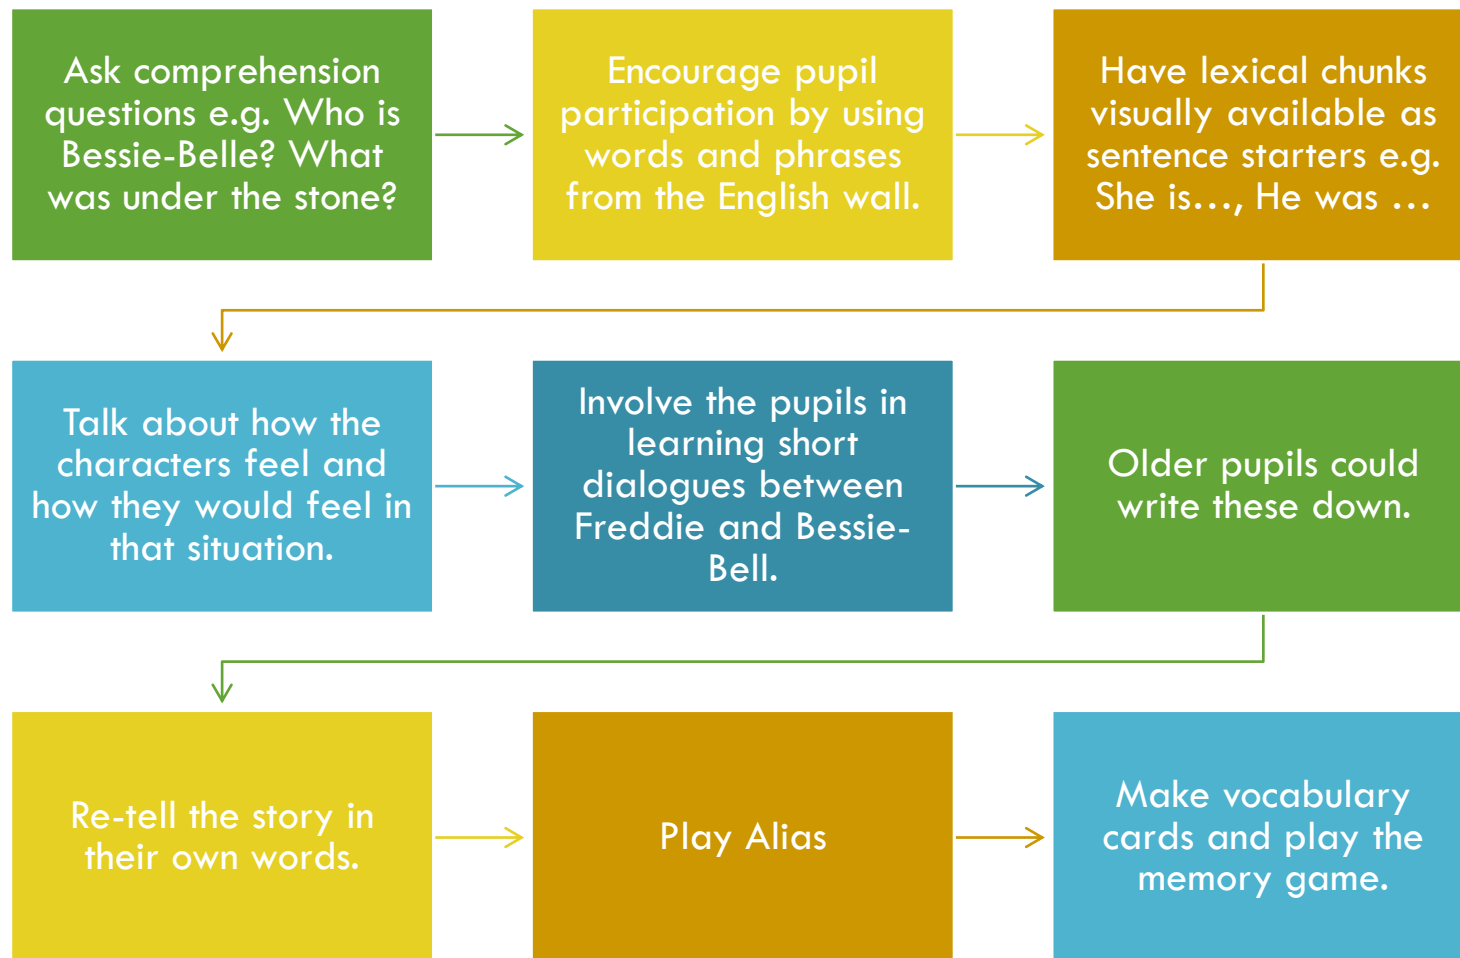 Ask comprehension
questions e.g. Who is
Bessie-Belle? What
was under the stone?
Encourage pupil
participation by using
words and phrases
from the English wall.
Have lexical chunks
visually available as
sentence starters e.g.
She is…, He was …
Talk about how the
characters feel and
how they would feel in
that situation.
Involve the pupils in
learning short
dialogues between
Freddie and Bessie-
Bell.
Older pupils could
write these down.
Re-tell the story in
their own words.
Play Alias
Make vocabulary
cards and play the
memory game.